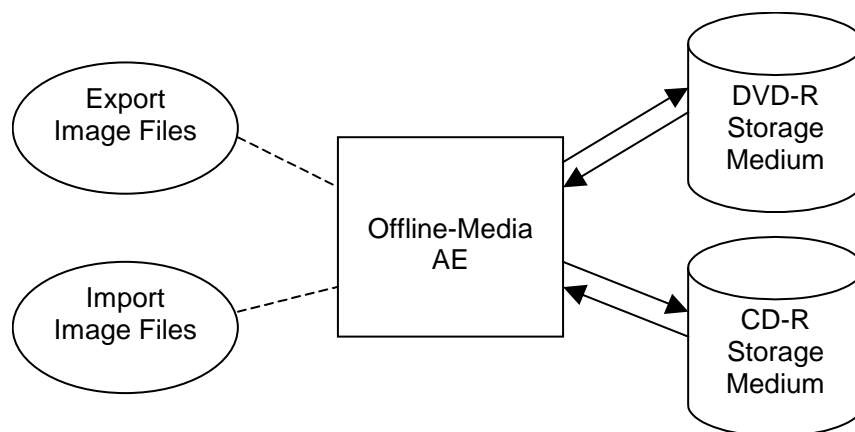 Export
Image Files
Import
Image Files
Offline-Media
AE
DVD-R
Storage
Medium
CD-R
Storage
Medium